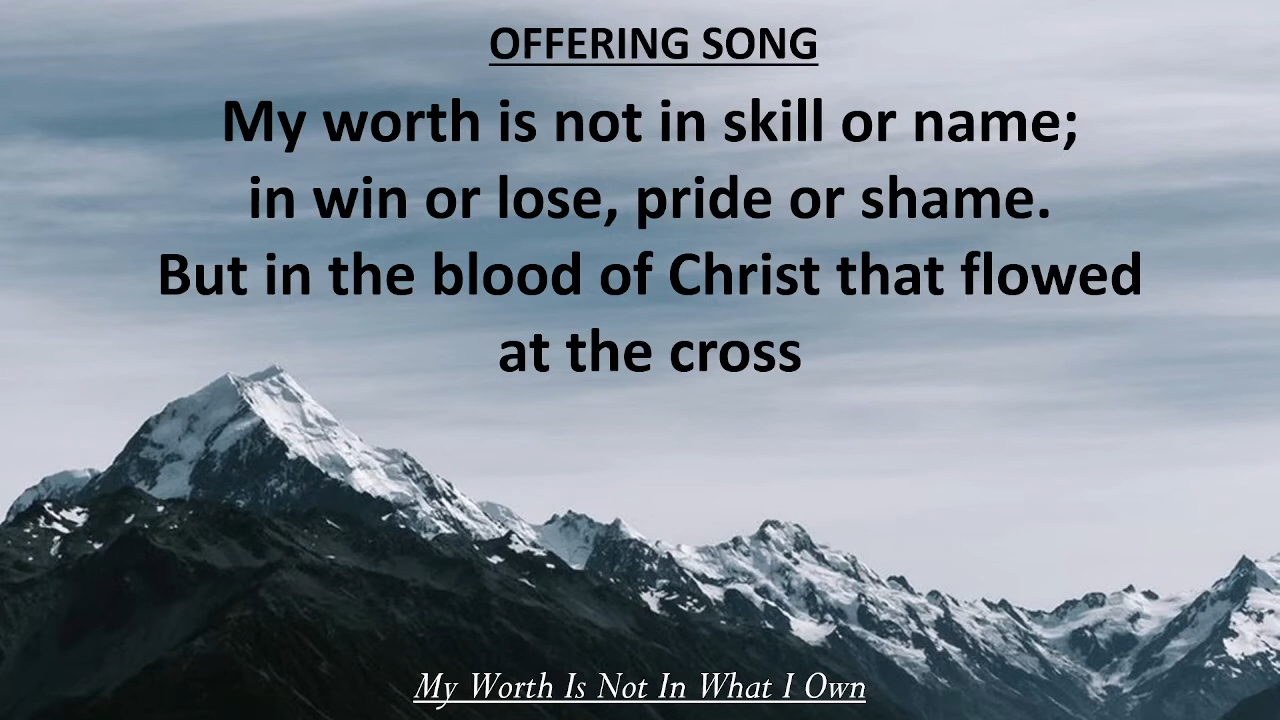 OFFERING SONG
My worth is not in skill or name;
in win or lose, pride or shame.
But in the blood of Christ that flowed
at the cross
My Worth Is Not In What I Own